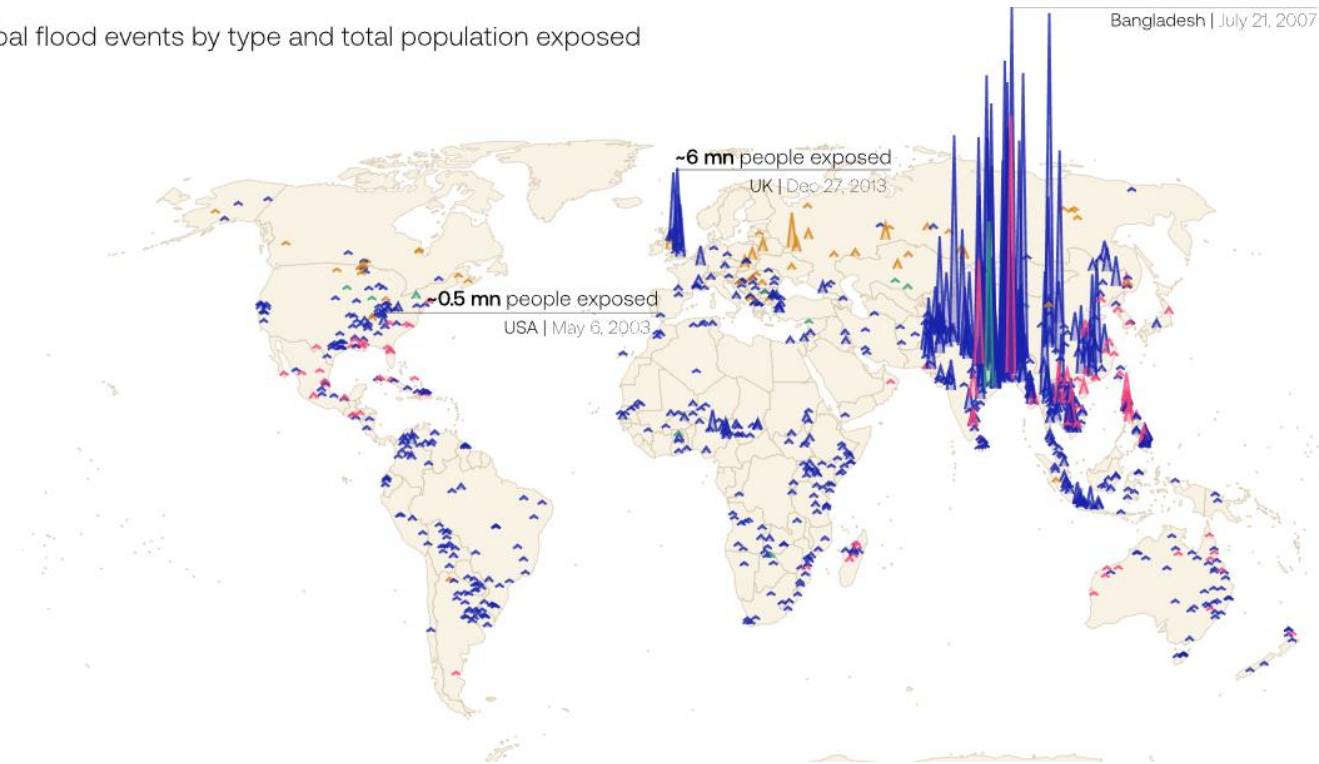 bal flood events by type and total population exposed
Bangladesh | July 21, 2007
~6 mn people exposed
UK | Dec 27, 2013
~0.5 mn people exposed
USA | May 6, 2003